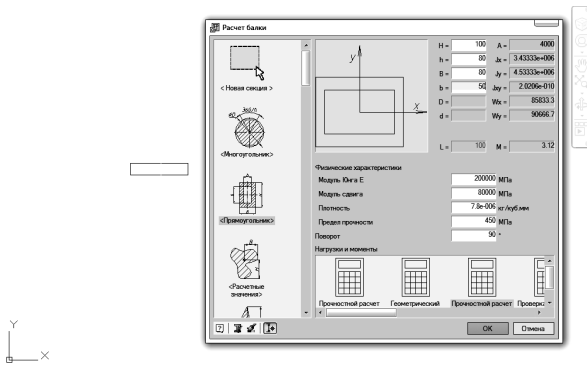 Расчет балки
< Новая секция >
ϕD
360/n
<Многоугольник>
<Прямоугольник>
<Расчетные
значения>
y
x
H = 100 A = 4000
h = 80 Jx = 3.43333e+006
B = 80 Jy = 4.53333e+006
b = 50 Jxy = 2.0206e-010
D = Wx = 85833.3
d = Wy = 90666.7
L = 100 M = 3.12
Физические характеристики
Модуль Юнга E 200000 МПа
Модуль сдвига 80000 МПа
Плотность 7.8e-006 кг/куб.мм
Предел прочности 450 МПа
Поворот 90 °
Нагрузки и моменты
Прочностной расчет Геометрический Прочностной расчет Проверка
OK Отмена
Y
X